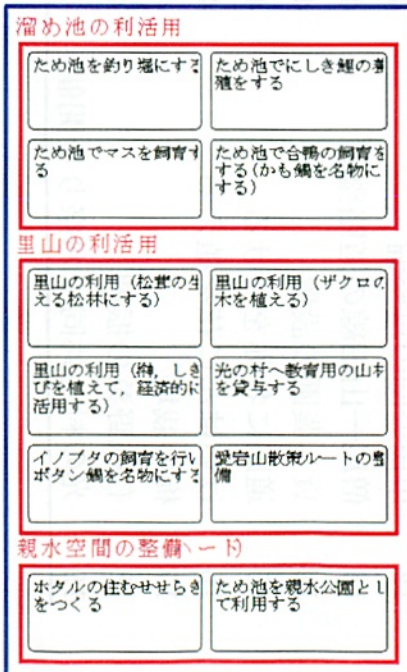 溜め池の利活用
ため池を釣り堀にする
ため池でにしき鯉の養
殖をする
ため池でマスを飼育す
る
ため池で合鴨の飼育を
する(かも鍋を名物に
する)
里山の利活用
里山の利用（松茸の生
える松林にする）
里山の利用（ザクロの
木を植える）
里山の利用（榊，しき
びを植えて，経済的に
活用する）
光の村へ教育用の山林
を貸与する
イノブタの飼育を行い
ボタン鍋を名物にする
愛宕山散策ルートの整
備
親水空間の整備(ハード)
ホタルの住むせせらぎ
をつくる
ため池を親水公園とし
て利用する